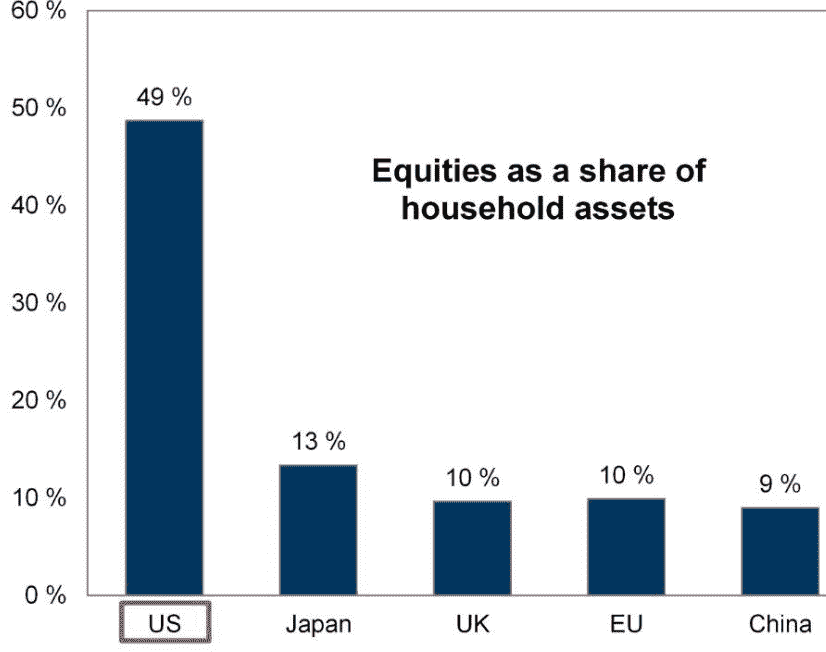 60 %
50 %
40 %
30 %
20 %
10 %
0 %
Equities as a share of
household assets
49 %
13 %
10 %
10 %
9 %
US
Japan
UK
EU
China